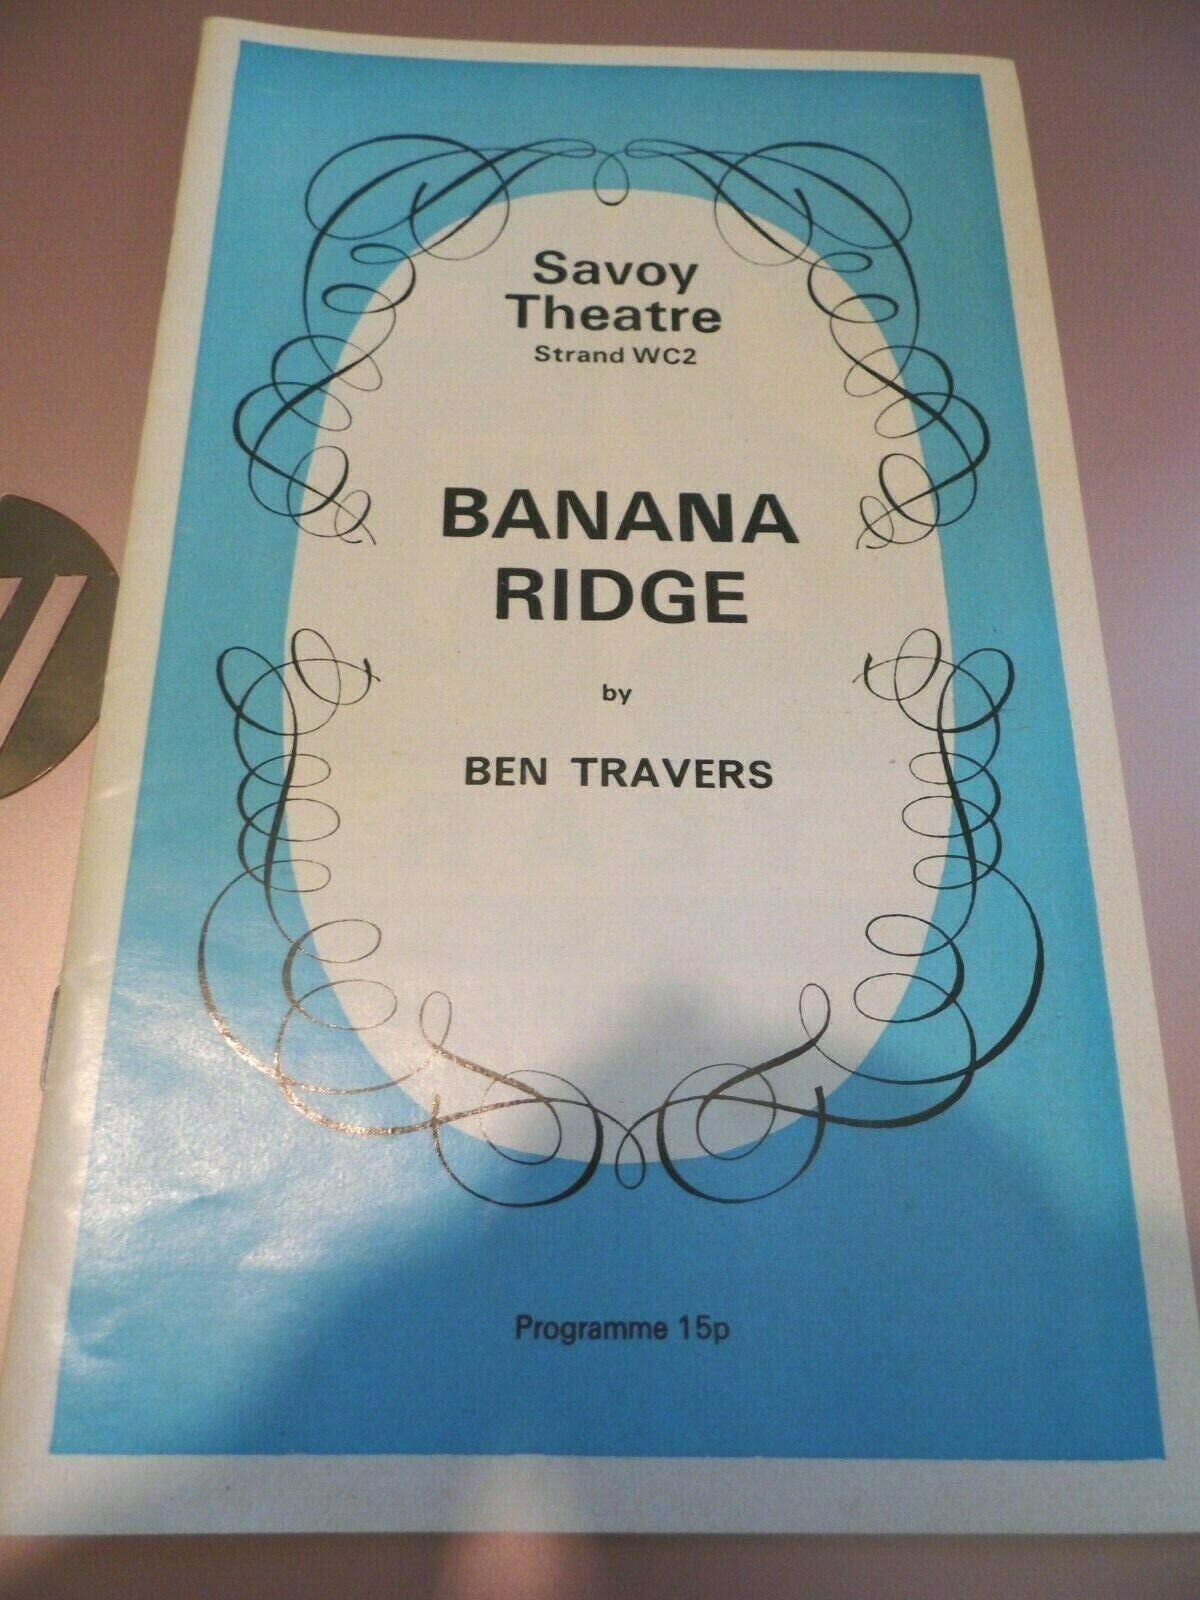 Savoy
Theatre
Strand WC2
BANANA
RIDGE
by
BEN TRAVERS
Programme 15p